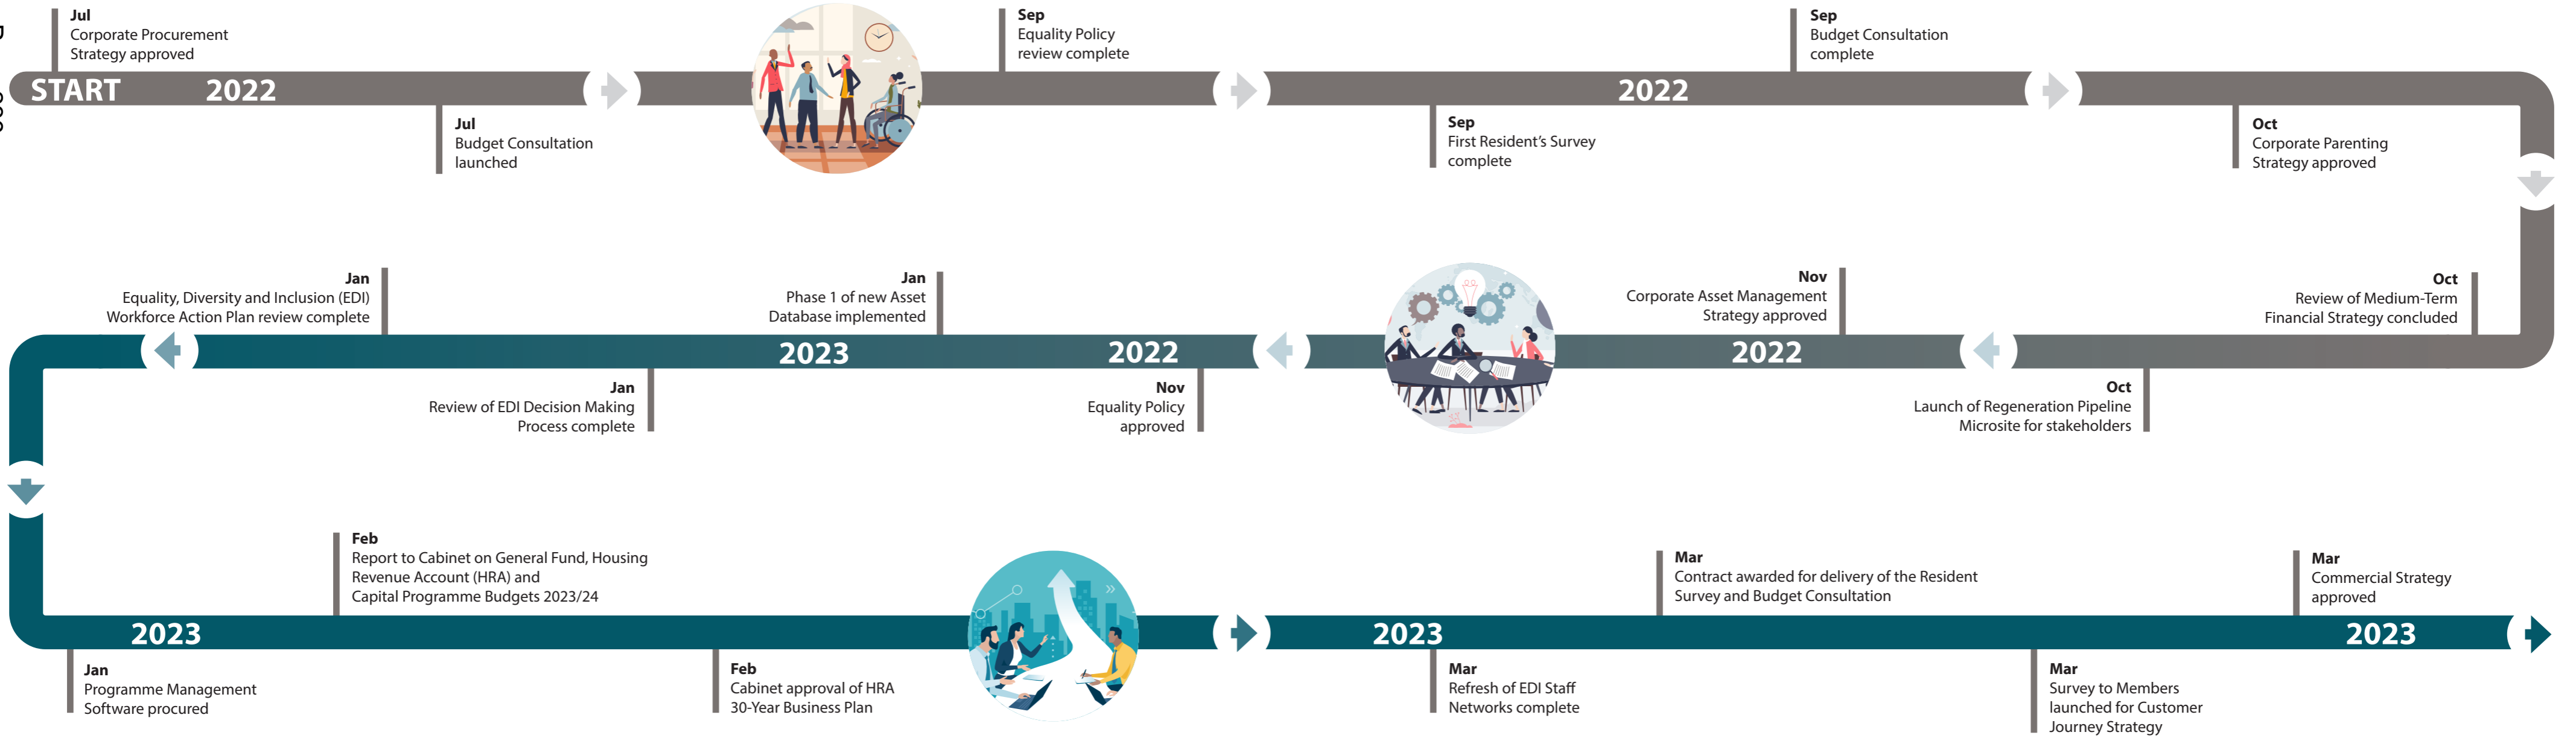 Jul
Corporate Procurement
Strategy approved
START 2022
Jul
Budget Consultation
launched
Sep
Equality Policy
review complete
Sep
First Resident’s Survey
complete
2022
Sep
Budget Consultation
complete
Oct
Corporate Parenting
Strategy approved
Oct
Review of Medium-Term
Financial Strategy concluded
Oct
Launch of Regeneration Pipeline
Microsite for stakeholders
Nov
Corporate Asset Management
Strategy approved
2022
2022
Nov
Equality Policy
approved
Jan
Phase 1 of new Asset
Database implemented
2023
Jan
Review of EDI Decision Making
Process complete
Jan
Equality, Diversity and Inclusion (EDI)
Workforce Action Plan review complete
2023
Jan
Programme Management
Software procured
Feb
Report to Cabinet on General Fund, Housing
Revenue Account (HRA) and
Capital Programme Budgets 2023/24
Feb
Cabinet approval of HRA
30-Year Business Plan
2023
Mar
Refresh of EDI Staff
Networks complete
Mar
Contract awarded for delivery of the Resident
Survey and Budget Consultation
Mar
Survey to Members
launched for Customer
Journey Strategy
Mar
Commercial Strategy
approved
2023